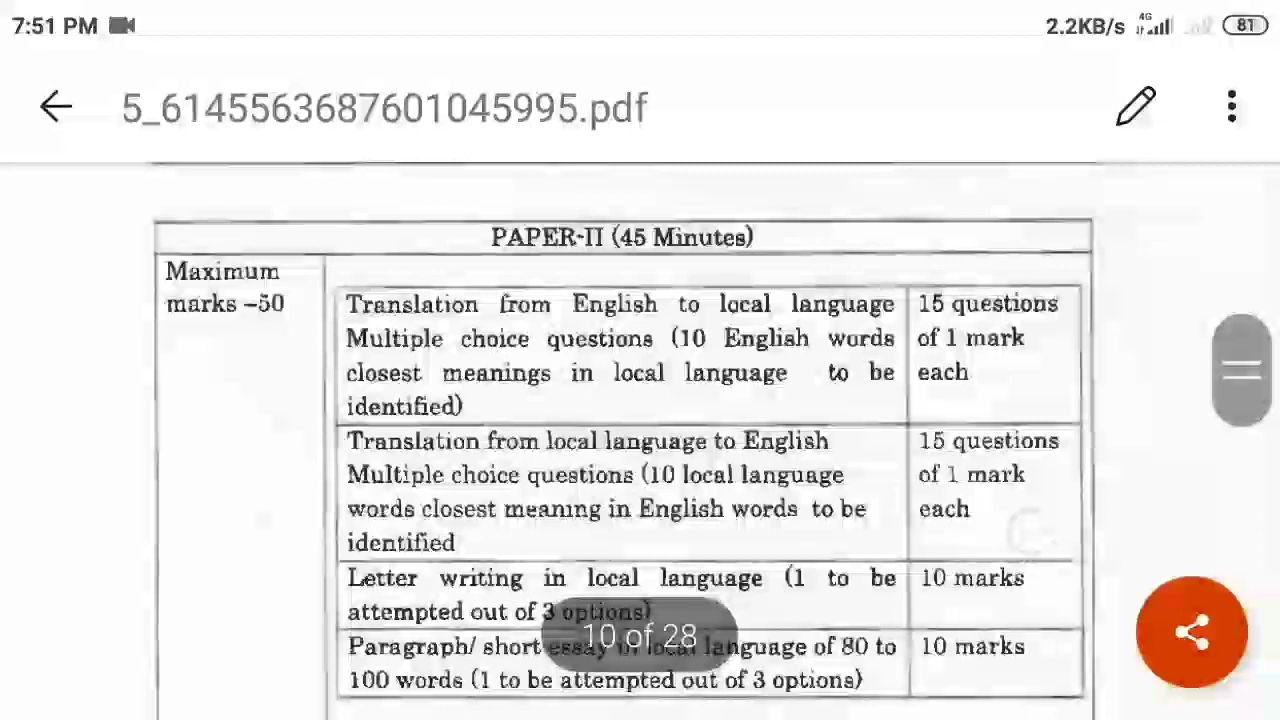 7:51 PM
2.2KB/s 4G 81
5_6145563687601045995.pdf
PAPER-II (45 Minutes)
Maximum
marks –50
Translation from English to local language
Multiple choice questions (10 English words
closest meanings in local language to be
identified)
15 questions
of 1 mark
each
Translation from local language to English
Multiple choice questions (10 local language
words closest meaning in English words to be
identified
15 questions
of 1 mark
each
Letter writing in local language (1 to be
attempted out of 3 options)
10 marks
Paragraph/ short essay in local language of 80 to
100 words (1 to be attempted out of 3 options)
10 marks
10 of 28